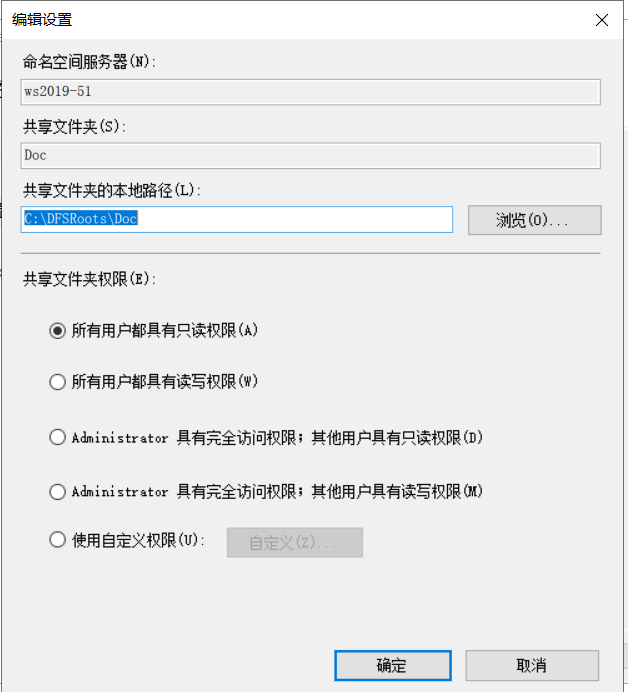 编辑设置
命名空间服务器(N):
ws2019-51
共享文件夹(S):
Doc
共享文件夹的本地路径(L):
C:\DFSRoots\Doc
浏览(O)...
共享文件夹权限(E):
所有用户都具有只读权限(A)
所有用户都具有读写权限(W)
Administrator 具有完全访问权限；其他用户具有只读权限(D)
Administrator 具有完全访问权限；其他用户具有读写权限(M)
使用自定义权限(U):
自定义(Z)...
确定
取消